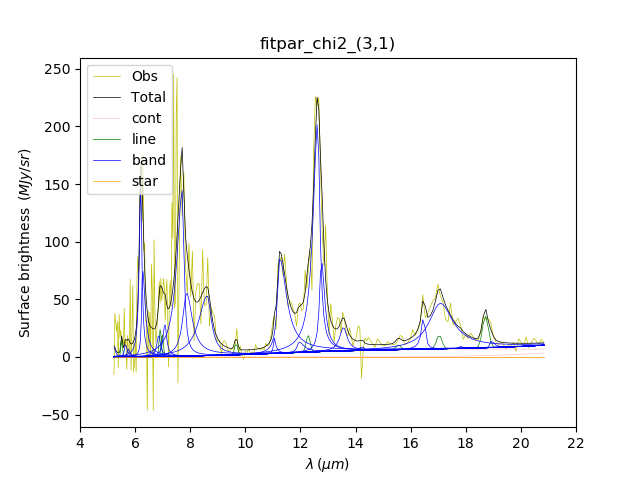 fitpar_chi2_(3,1)
Obs
Total
cont
line
band
star
250
200
150
100
50
0
−50
Surface brightness (MJy/sr)
4 6 8 10 12 14 16 18 20 22
λ (μm)